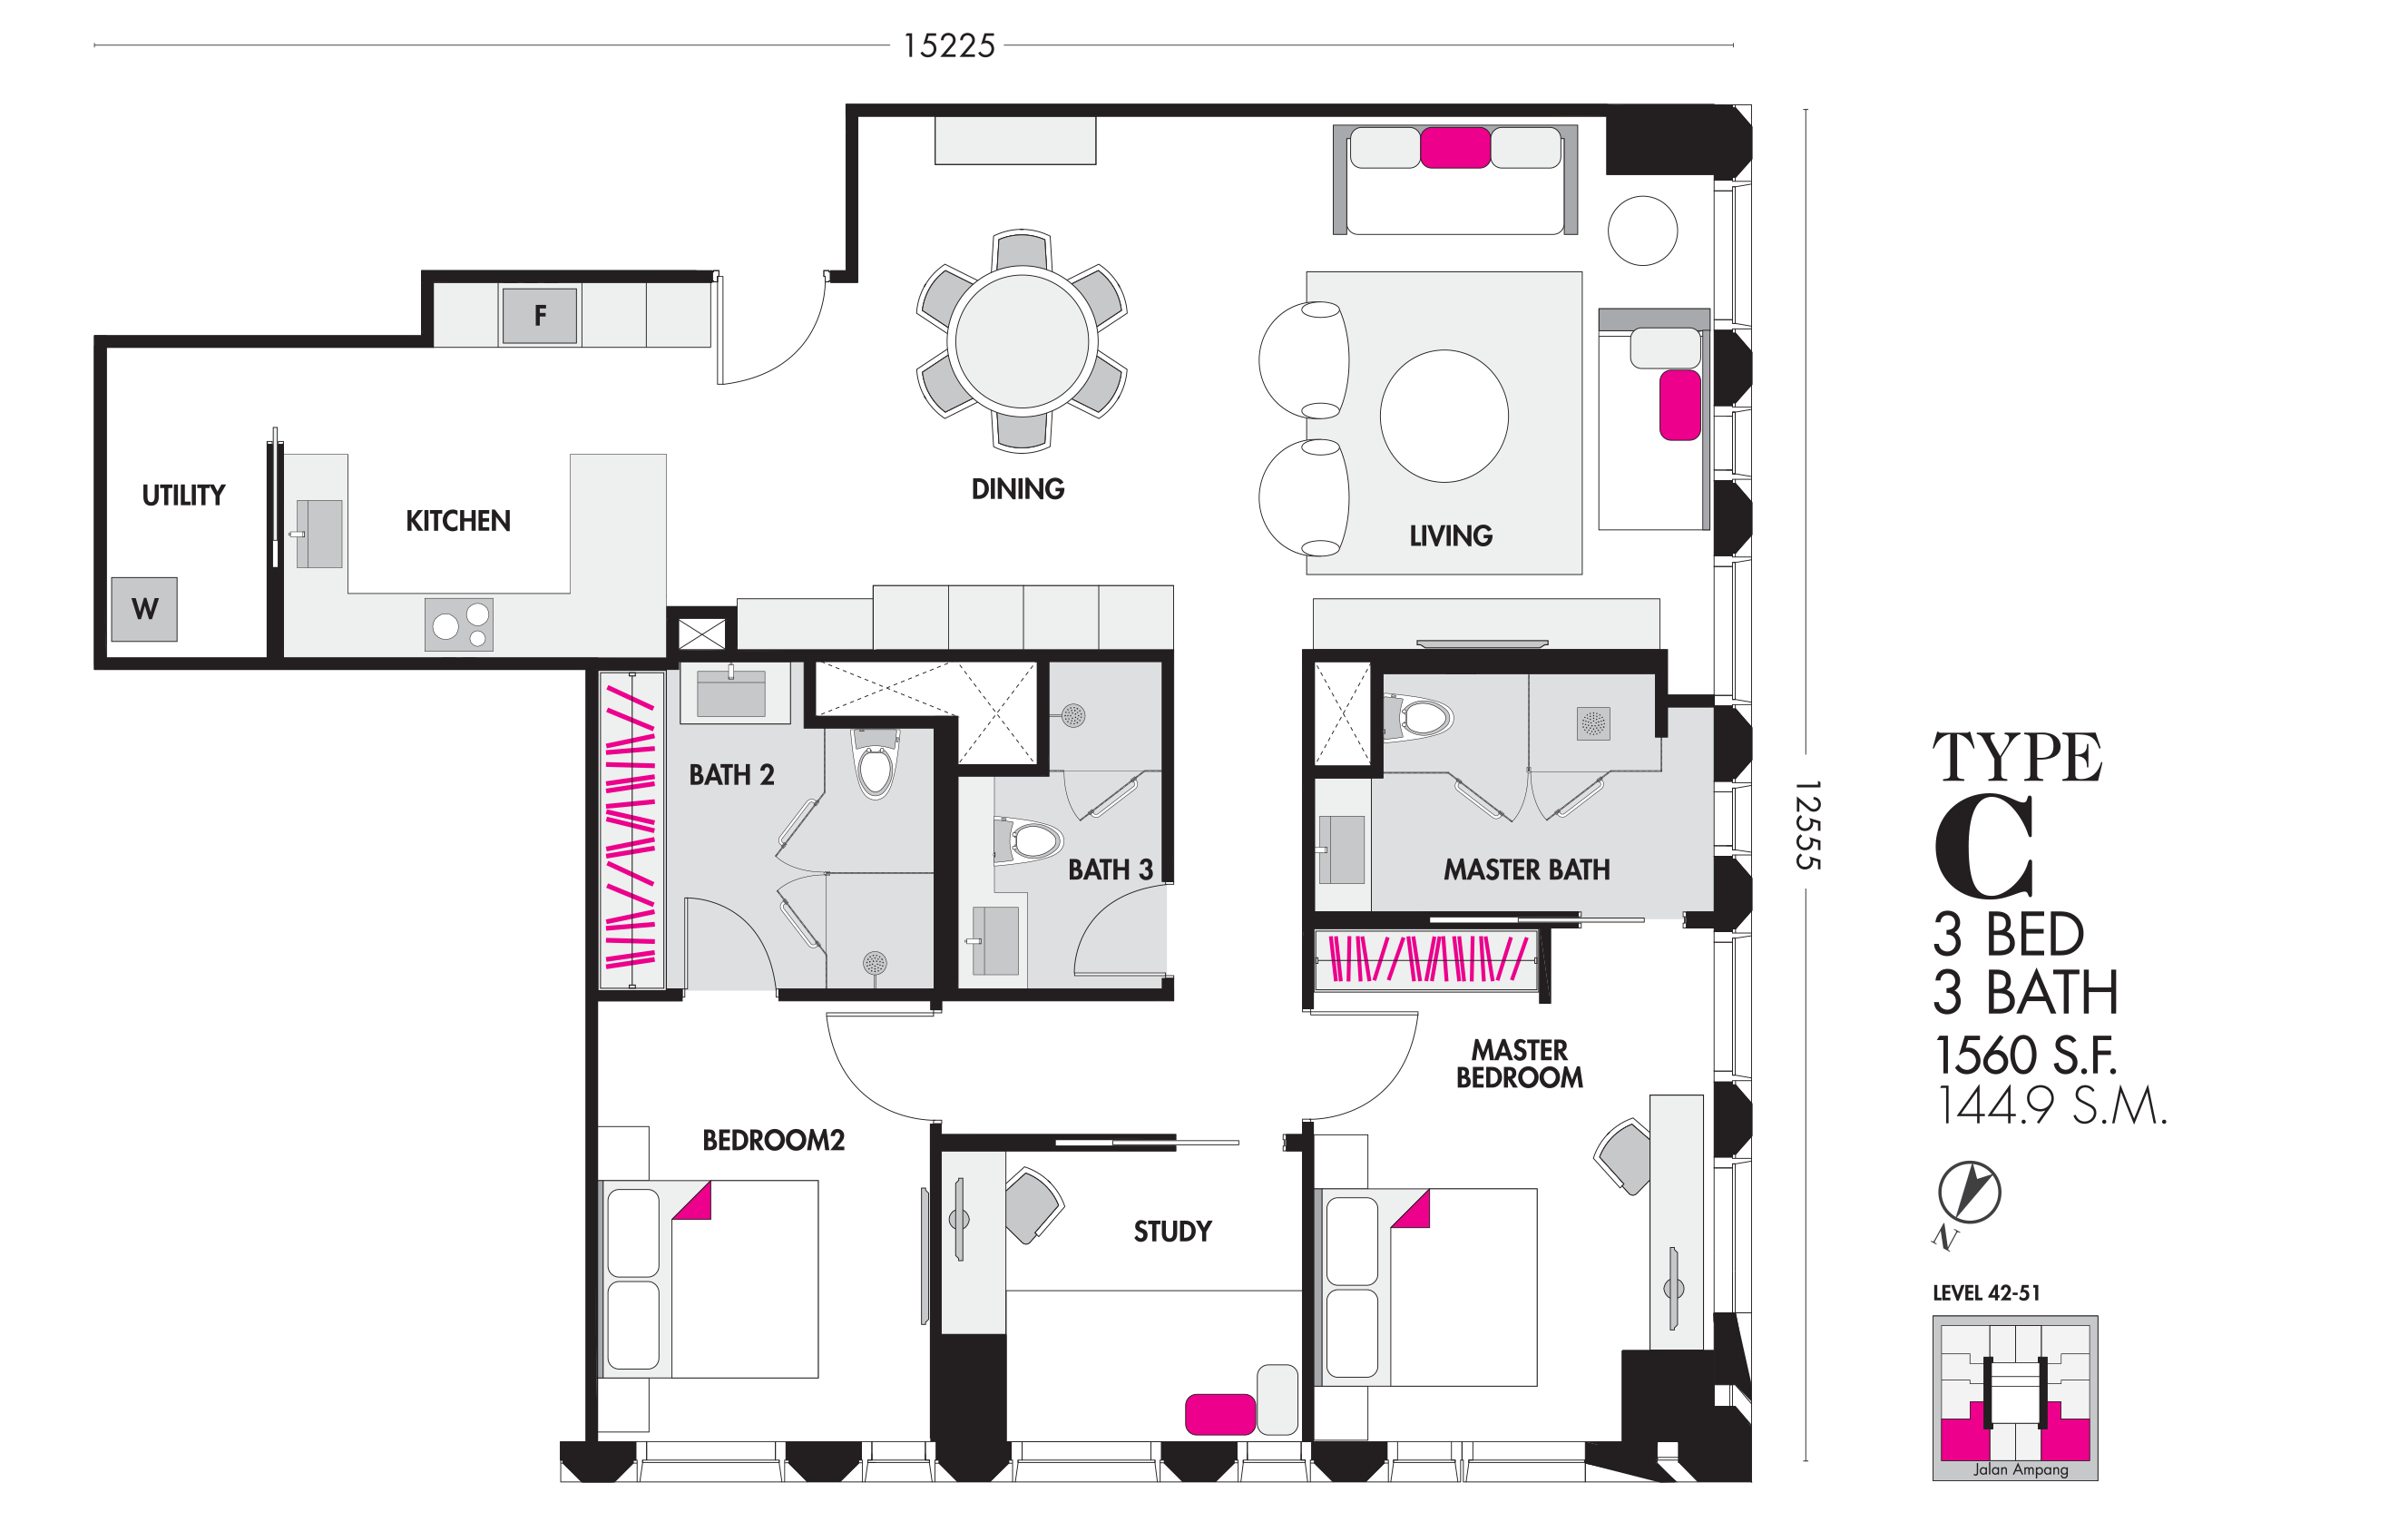 15225
F
UTILITY
KITCHEN
DINING
LIVING
W
BATH 2
BATH 3
MASTER BATH
MASTER
BEDROOM
BEDROOM2
STUDY
12555
TYPE
C
3 BED
3 BATH
1560 S.F.
144.9 S.M.
N
LEVEL 42-51
Jalan Ampang